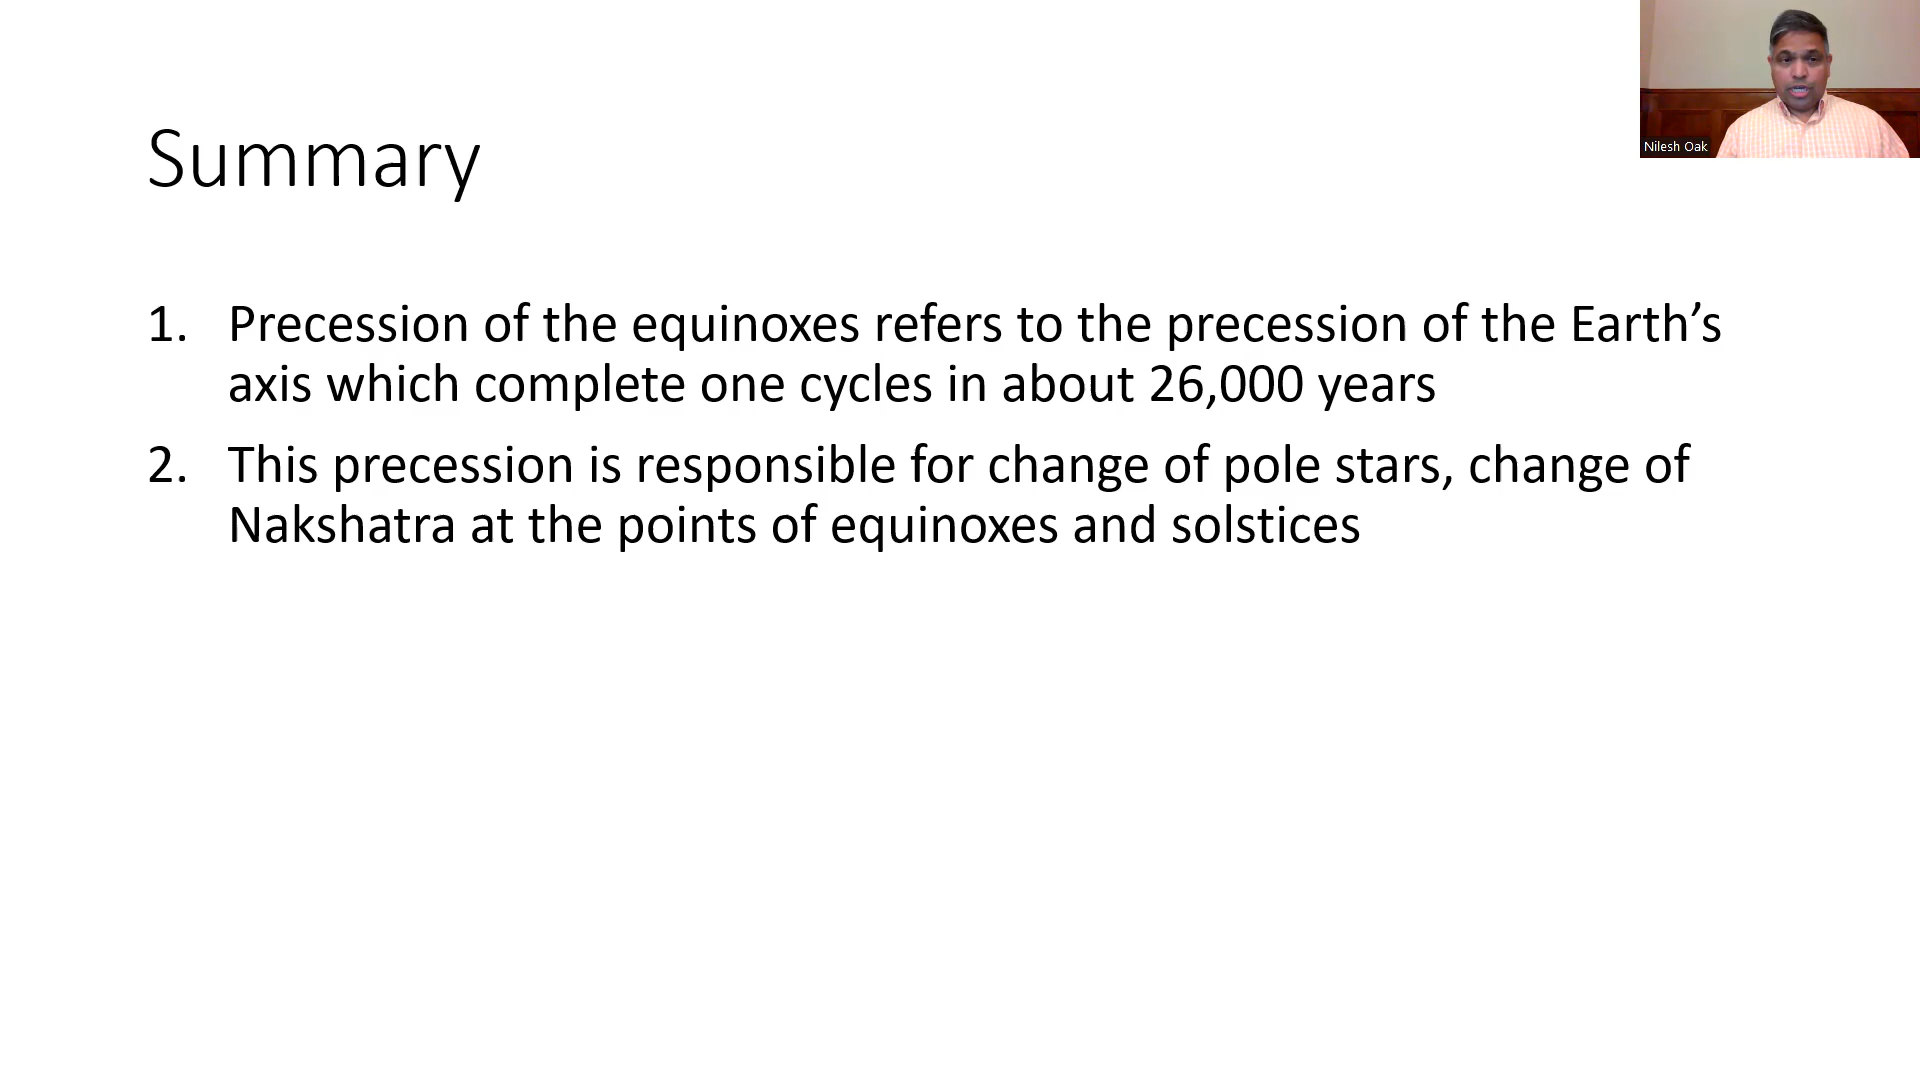 Nilesh Oak
Summary
1. Precession of the equinoxes refers to the precession of the Earth’s
axis which complete one cycles in about 26,000 years
2. This precession is responsible for change of pole stars, change of
Nakshatra at the points of equinoxes and solstices